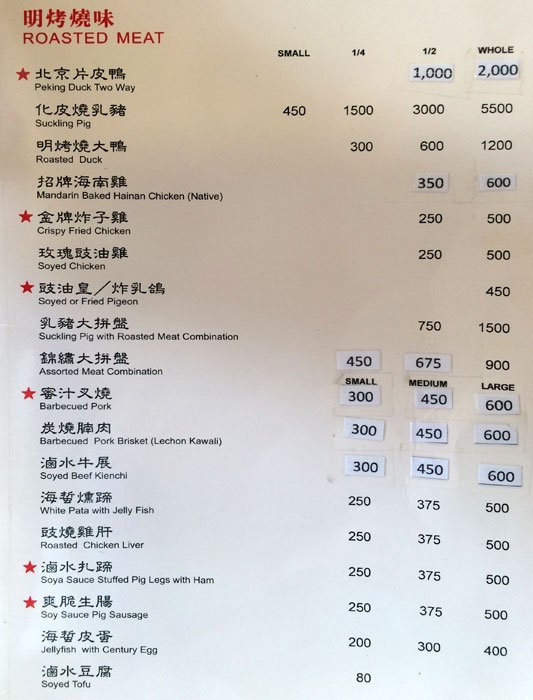 明烤燒味
ROASTED MEAT
SMALL 1/4 1/2 WHOLE
北京片皮鴨 1,000 2,000
Peking Duck Two Way
化皮燒乳豬 450 1500 3000 5500
Suckling Pig
明烤燒大鴨 300 600 1200
Roasted Duck
招牌海南雞 350 600
Mandarin Baked Hainan Chicken (Native)
金牌炸子雞 250 500
Crispy Fried Chicken
玫瑰豉油雞 250 500
Soyed Chicken
豉油皇／炸乳鴿 450
Soyed or Fried Pigeon
乳豬大拼盤 750 1500
Suckling Pig with Roasted Meat Combination
錦繡大拼盤 450 675 900
Assorted Meat Combination
SMALL MEDIUM LARGE
蜜汁叉燒 300 450 600
Barbecued Pork
炭燒腩肉 300 450 600
Barbecued Pork Brisket (Lechon Kawali)
滷水牛展 300 450 600
Soyed Beef Kienchi
海蜇燻蹄 250 375 500
White Pata with Jelly Fish
豉燒雞肝 250 375 500
Roasted Chicken Liver
滷水扎蹄 250 375 500
Soya Sauce Stuffed Pig Legs with Ham
爽脆生腸 250 375 500
Soy Sauce Pig Sausage
海蜇皮蛋 200 300 400
Jellyfish with Century Egg
滷水豆腐 80
Soyed Tofu